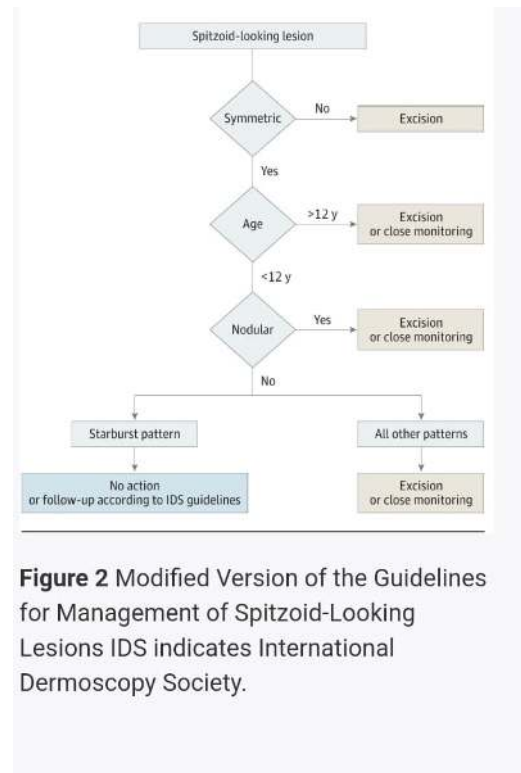 Spitzoid-looking lesion
Symmetric
No
Excision
Yes
Age
>12 y
Excision
or close monitoring
<12 y
Nodular
Yes
Excision
or close monitoring
No
Starburst pattern
All other patterns
No action
or follow-up according to IDS guidelines
Excision
or close monitoring
Figure 2 Modified Version of the Guidelines
for Management of Spitzoid-Looking
Lesions IDS indicates International
Dermoscopy Society.